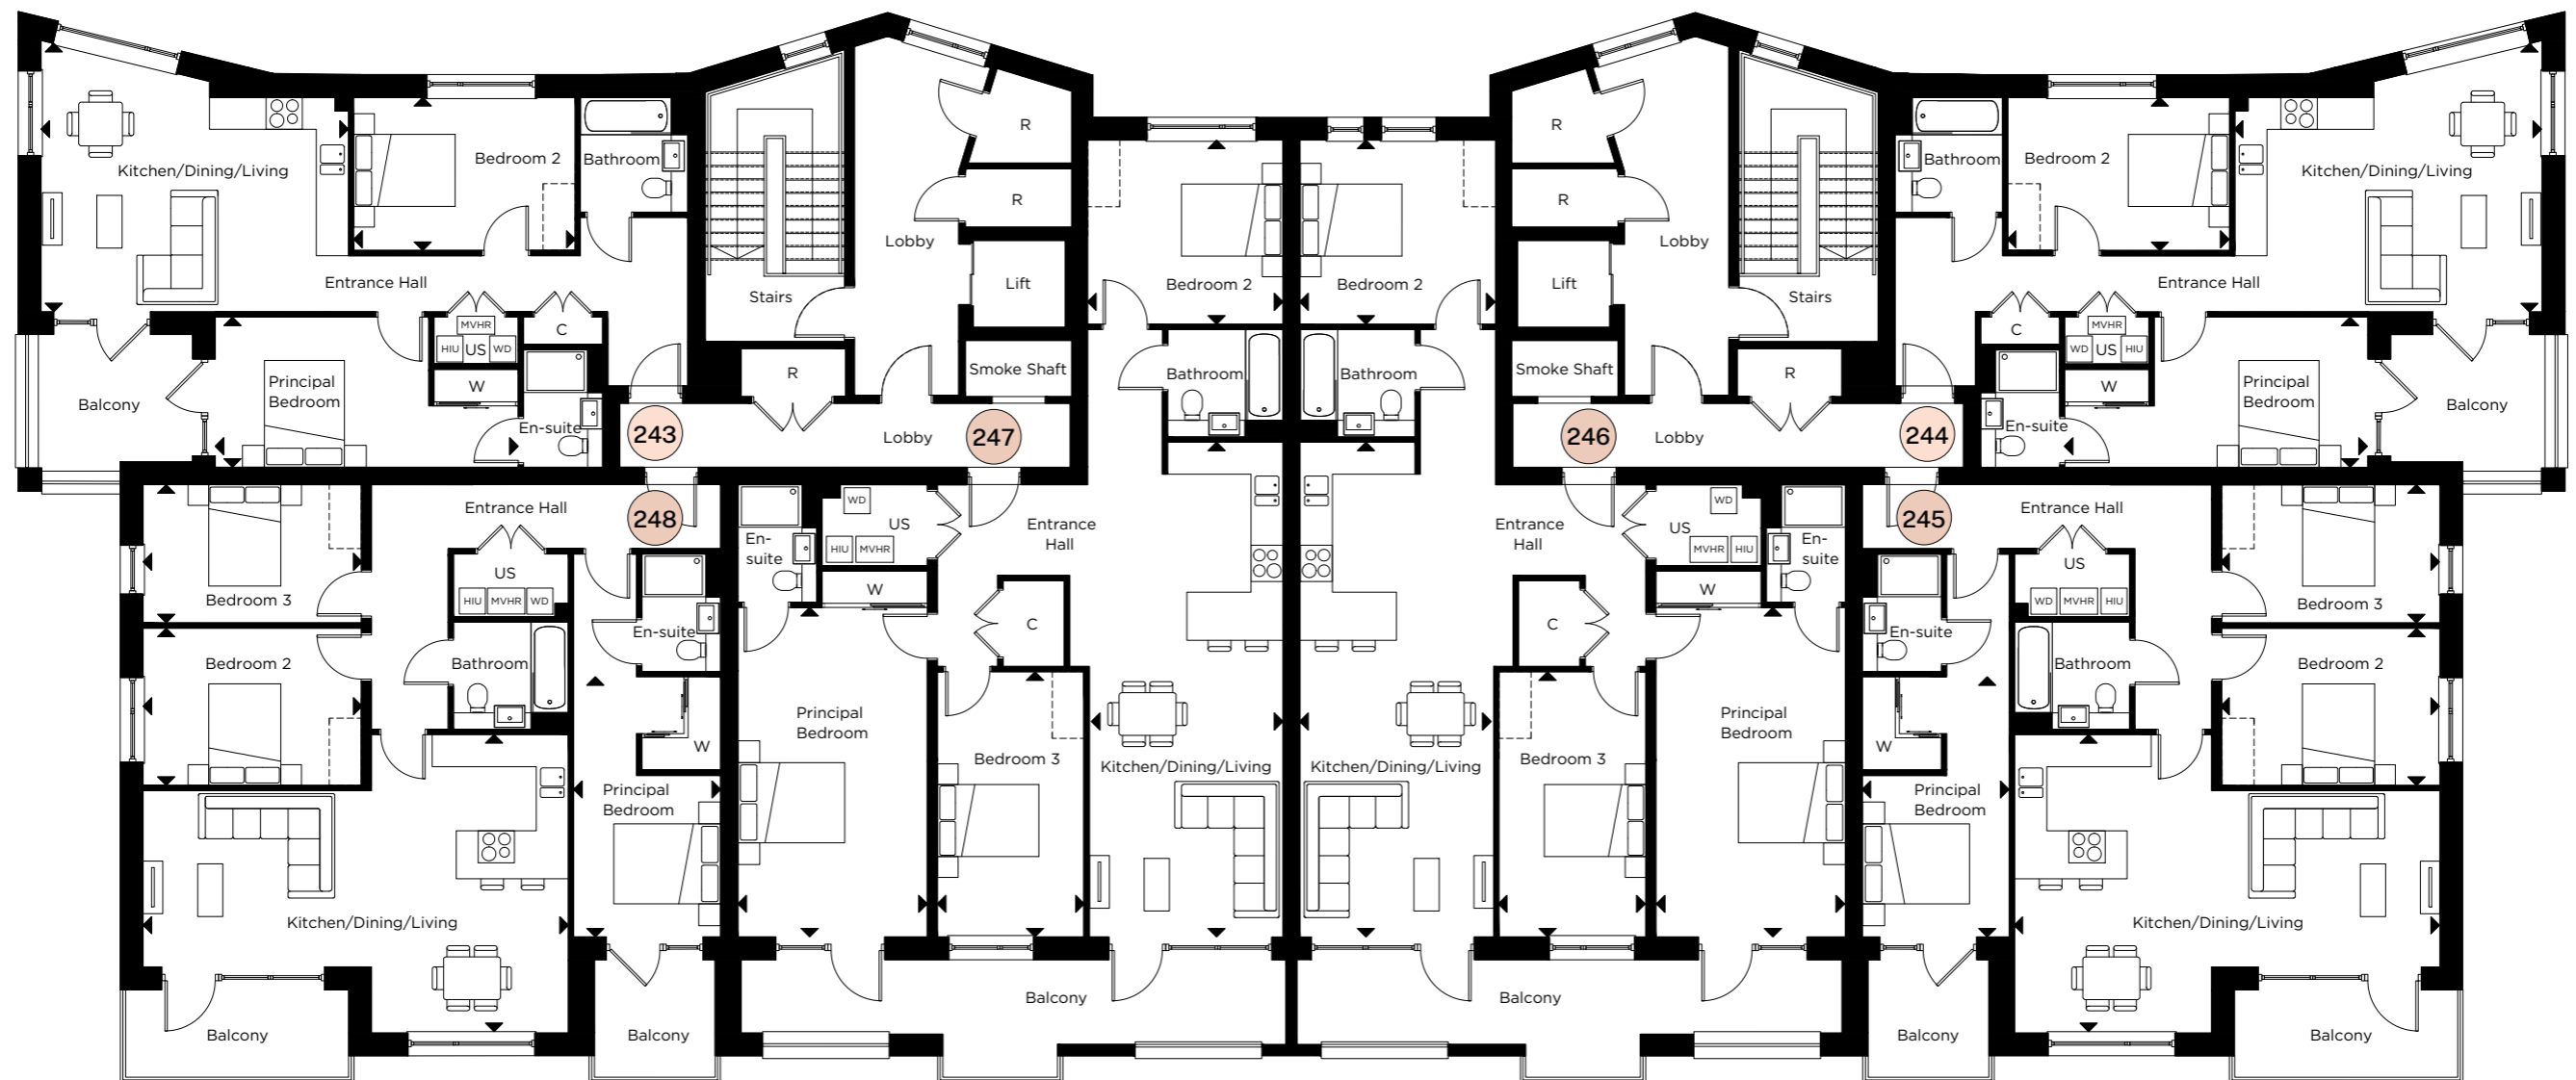 Kitchen/Dining/Living
Bedroom 2
Bathroom
Entrance Hall
MVHR
HIU
US
WD
C
W
Principal
Bedroom
En-suite
Balcony
Stairs
Lobby
R
R
Lift
Smoke Shaft
R
Lobby
243
247
248
Bedroom 2
Bathroom
Bedroom 2
Bathroom
R
R
Lobby
Lift
Stairs
Smoke Shaft
R
246
Lobby
244
245
Bathroom
Bedroom 2
Kitchen/Dining/Living
Entrance Hall
C
MVHR
WD
US
HIU
W
Principal
Bedroom
En-suite
Balcony
Entrance Hall
Bedroom 3
US
HIU
MVHR
WD
En-suite
Bedroom 2
Bathroom
W
Principal
Bedroom
Kitchen/Dining/Living
Balcony
Balcony
En-
suite
WD
US
HIU
MVHR
W
Entrance
Hall
C
Principal
Bedroom
Bedroom 3
Kitchen/Dining/Living
Balcony
Entrance
Hall
WD
US
MVHR
HIU
En-
suite
W
C
Kitchen/Dining/Living
Bedroom 3
Principal
Bedroom
Balcony
Entrance Hall
US
WD
MVHR
HIU
Bedroom 3
En-suite
Bathroom
Bedroom 2
W
Principal
Bedroom
Kitchen/Dining/Living
Balcony
Balcony